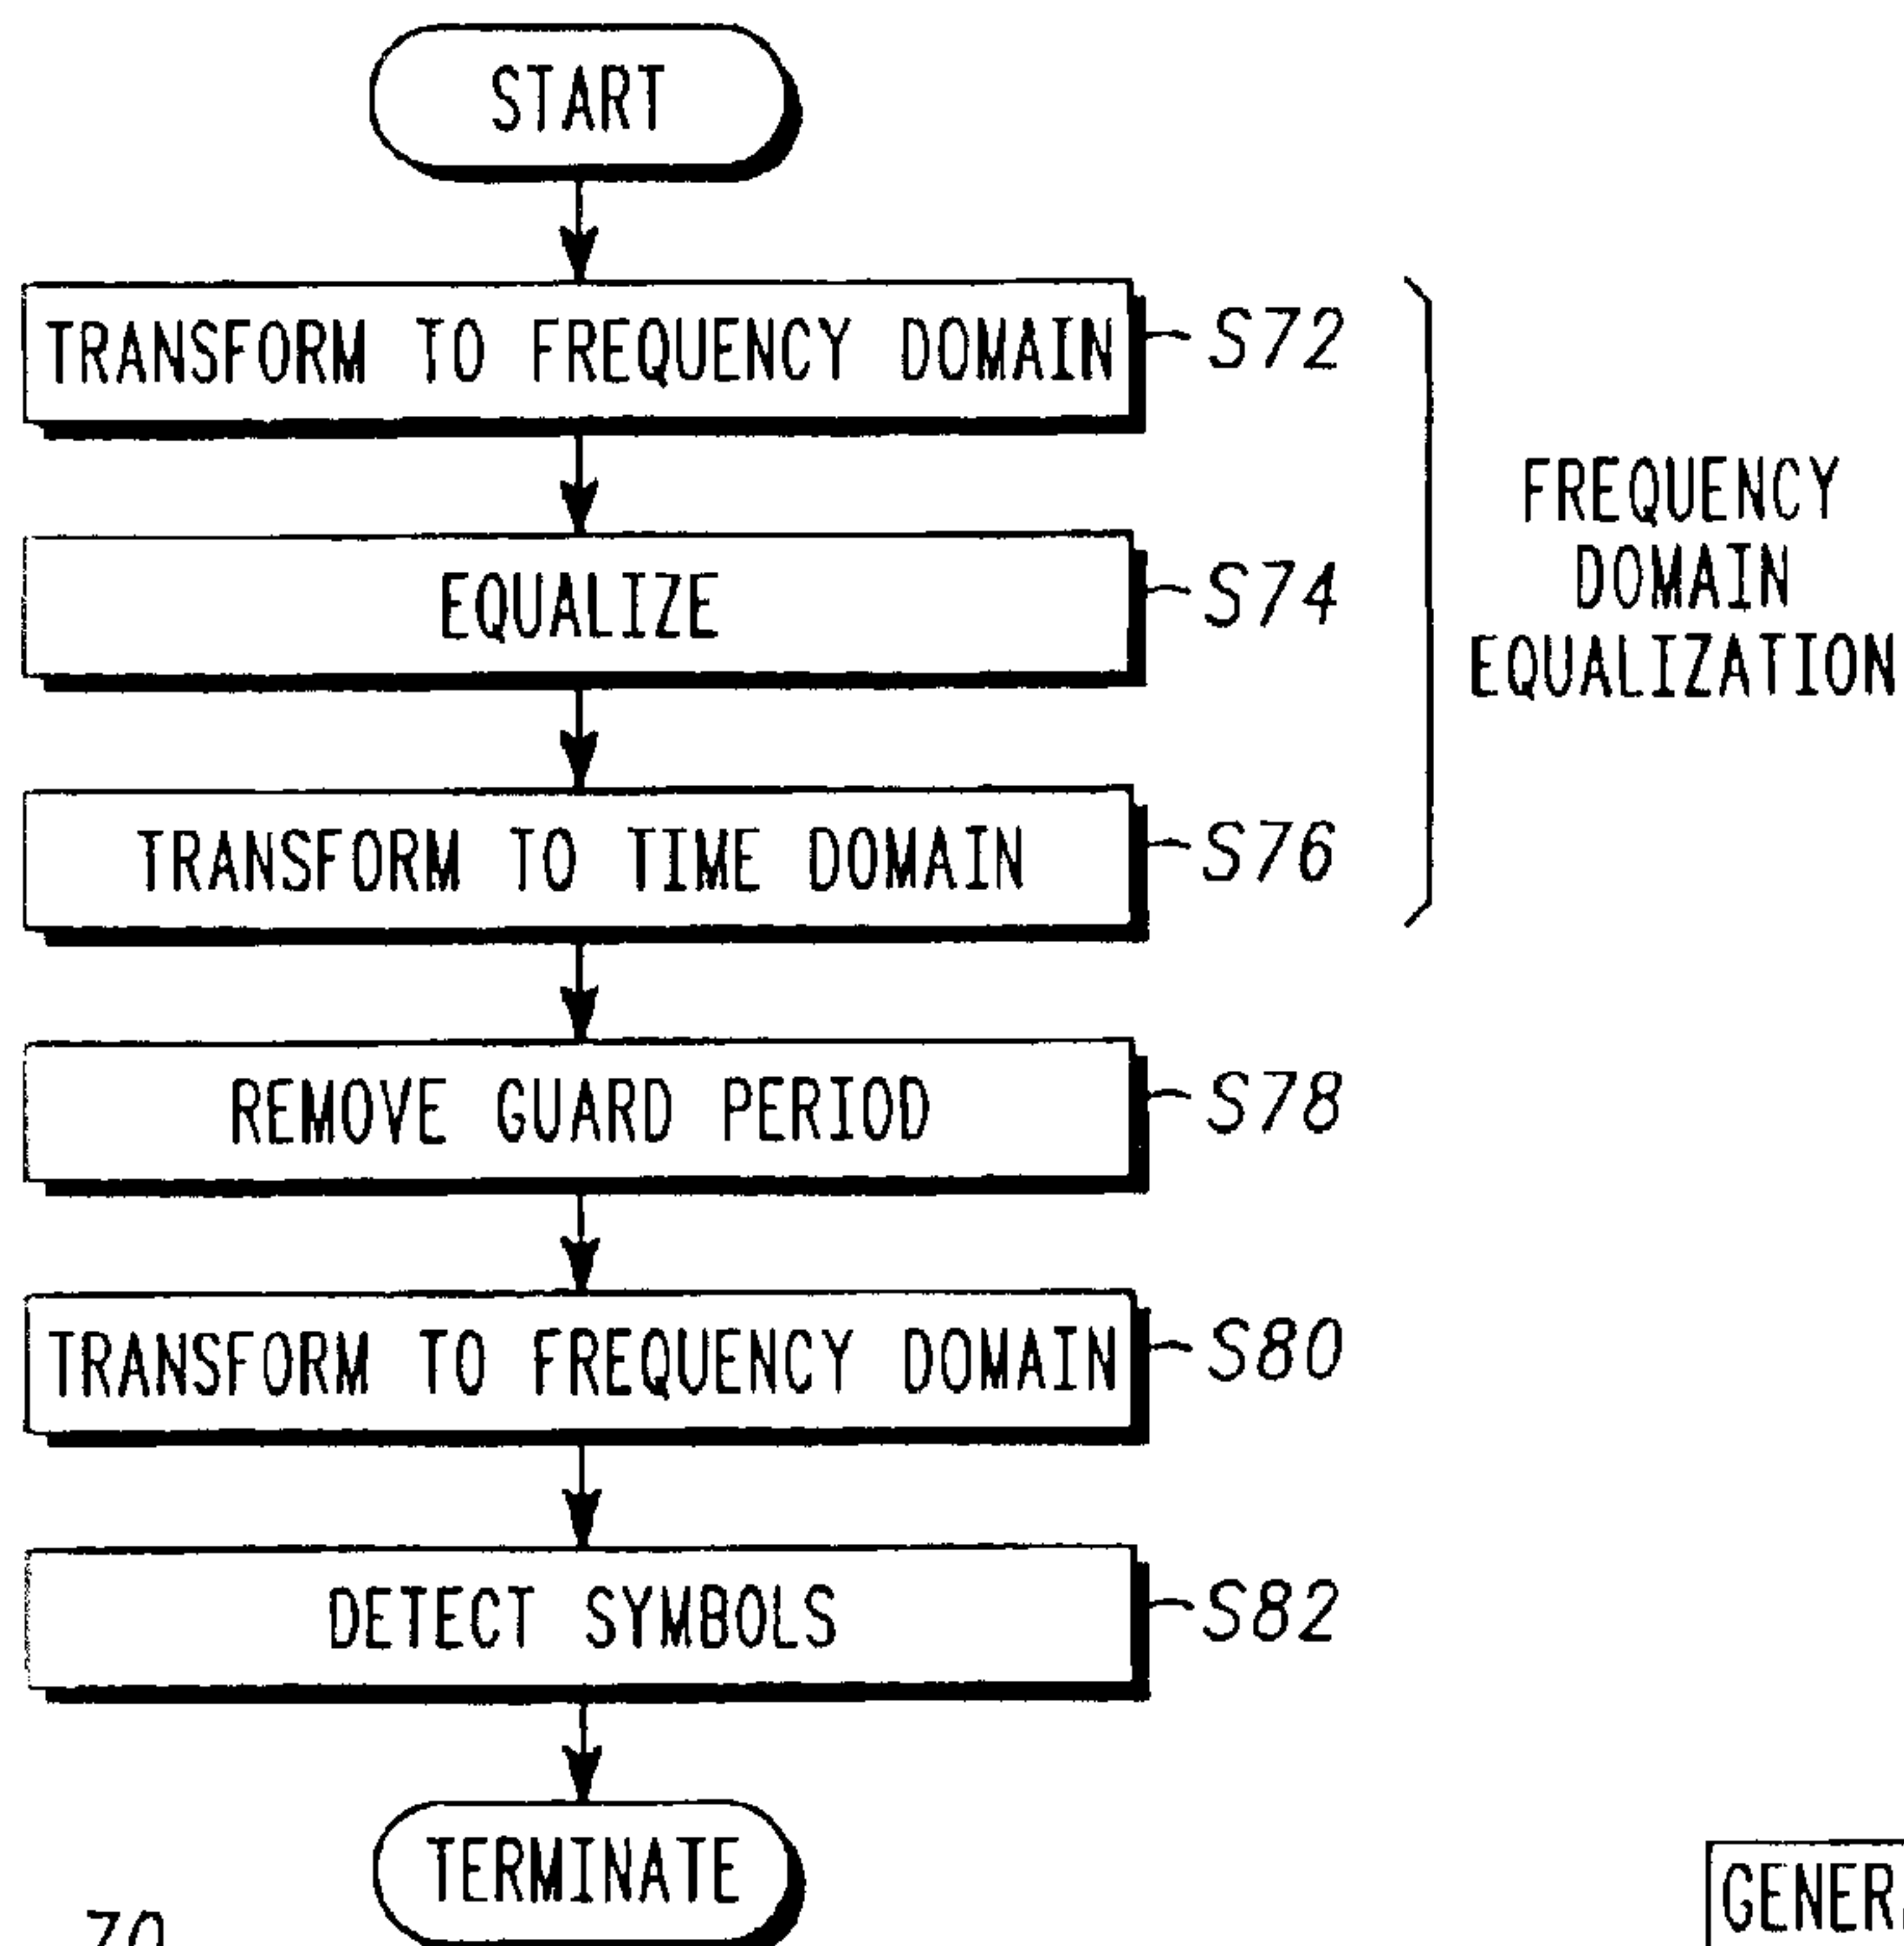 START
TRANSFORM TO FREQUENCY DOMAIN
S72
EQUALIZE
S74
TRANSFORM TO TIME DOMAIN
S76
FREQUENCY
DOMAIN
EQUALIZATION
REMOVE GUARD PERIOD
S78
TRANSFORM TO FREQUENCY DOMAIN
S80
DETECT SYMBOLS
S82
TERMINATE
70